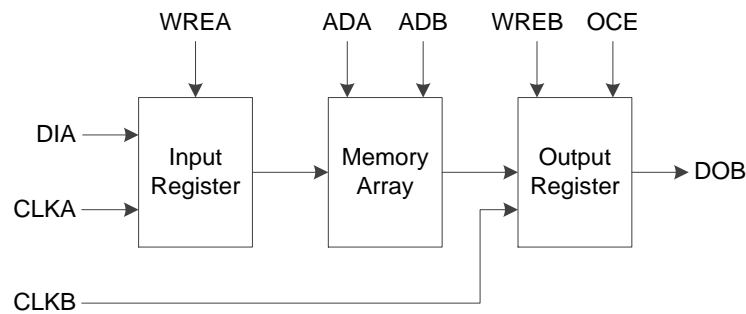 WREA ADA ADB WREB OCE
DIA
Input
Register
Memory
Array
Output
Register
DOB
CLKA
CLKB